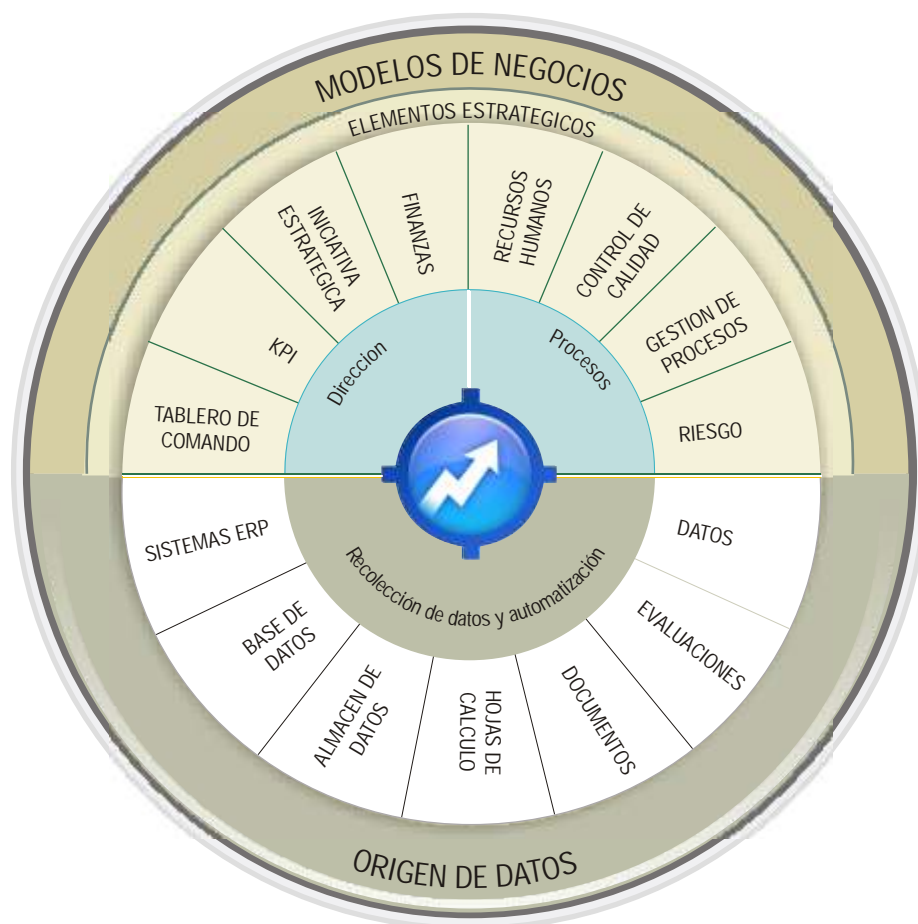 MODELOS DE NEGOCIOS
ELEMENTOS ESTRATEGICOS
TABLERO DE
COMANDO
KPI
INICIATIVA
ESTRATEGICA
FINANZAS
RECURSOS
HUMANOS
CONTROL DE
CALIDAD
GESTION DE
PROCESOS
RIESGO
Direccion
Procesos
Recolección de datos y automatización
SISTEMAS ERP
BASE DE
DATOS
ALMACEN DE
DATOS
HOJAS DE
CALCULO
DOCUMENTOS
EVALUACIONES
DATOS
ORIGEN DE DATOS